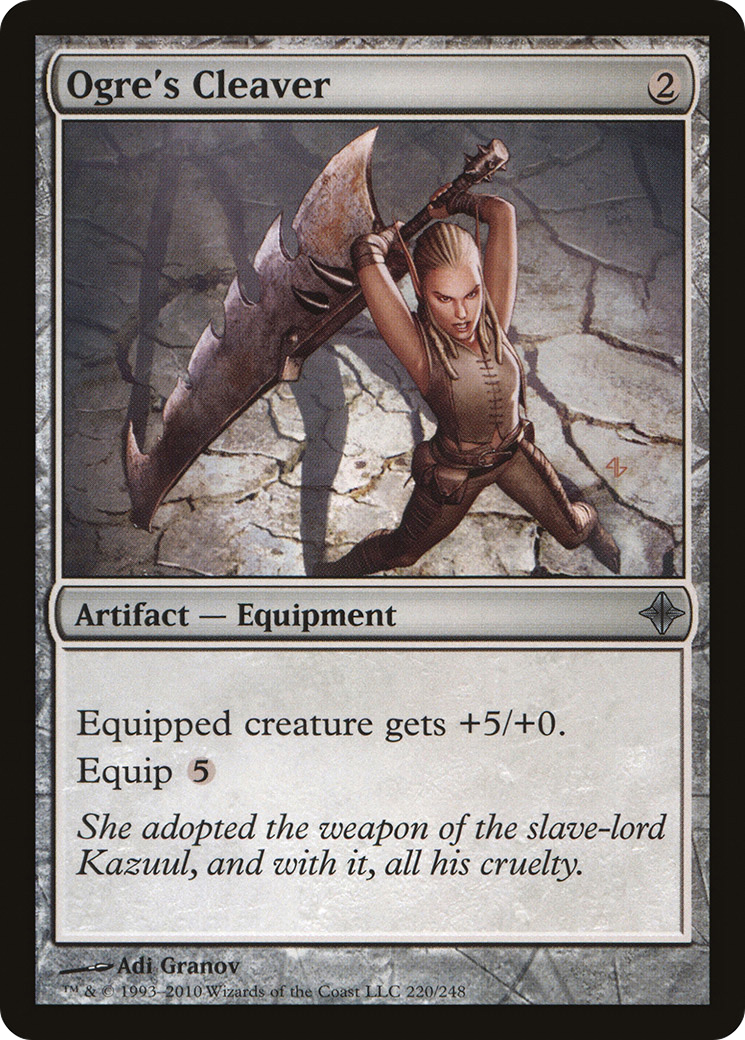 Ogre's Cleaver 2
Artifact — Equipment
Equipped creature gets +5/+0.
Equip 5
She adopted the weapon of the slave-lord
Kazuul, and with it, all his cruelty.
Adi Granov
™ & © 1993–2010 Wizards of the Coast LLC 220/248